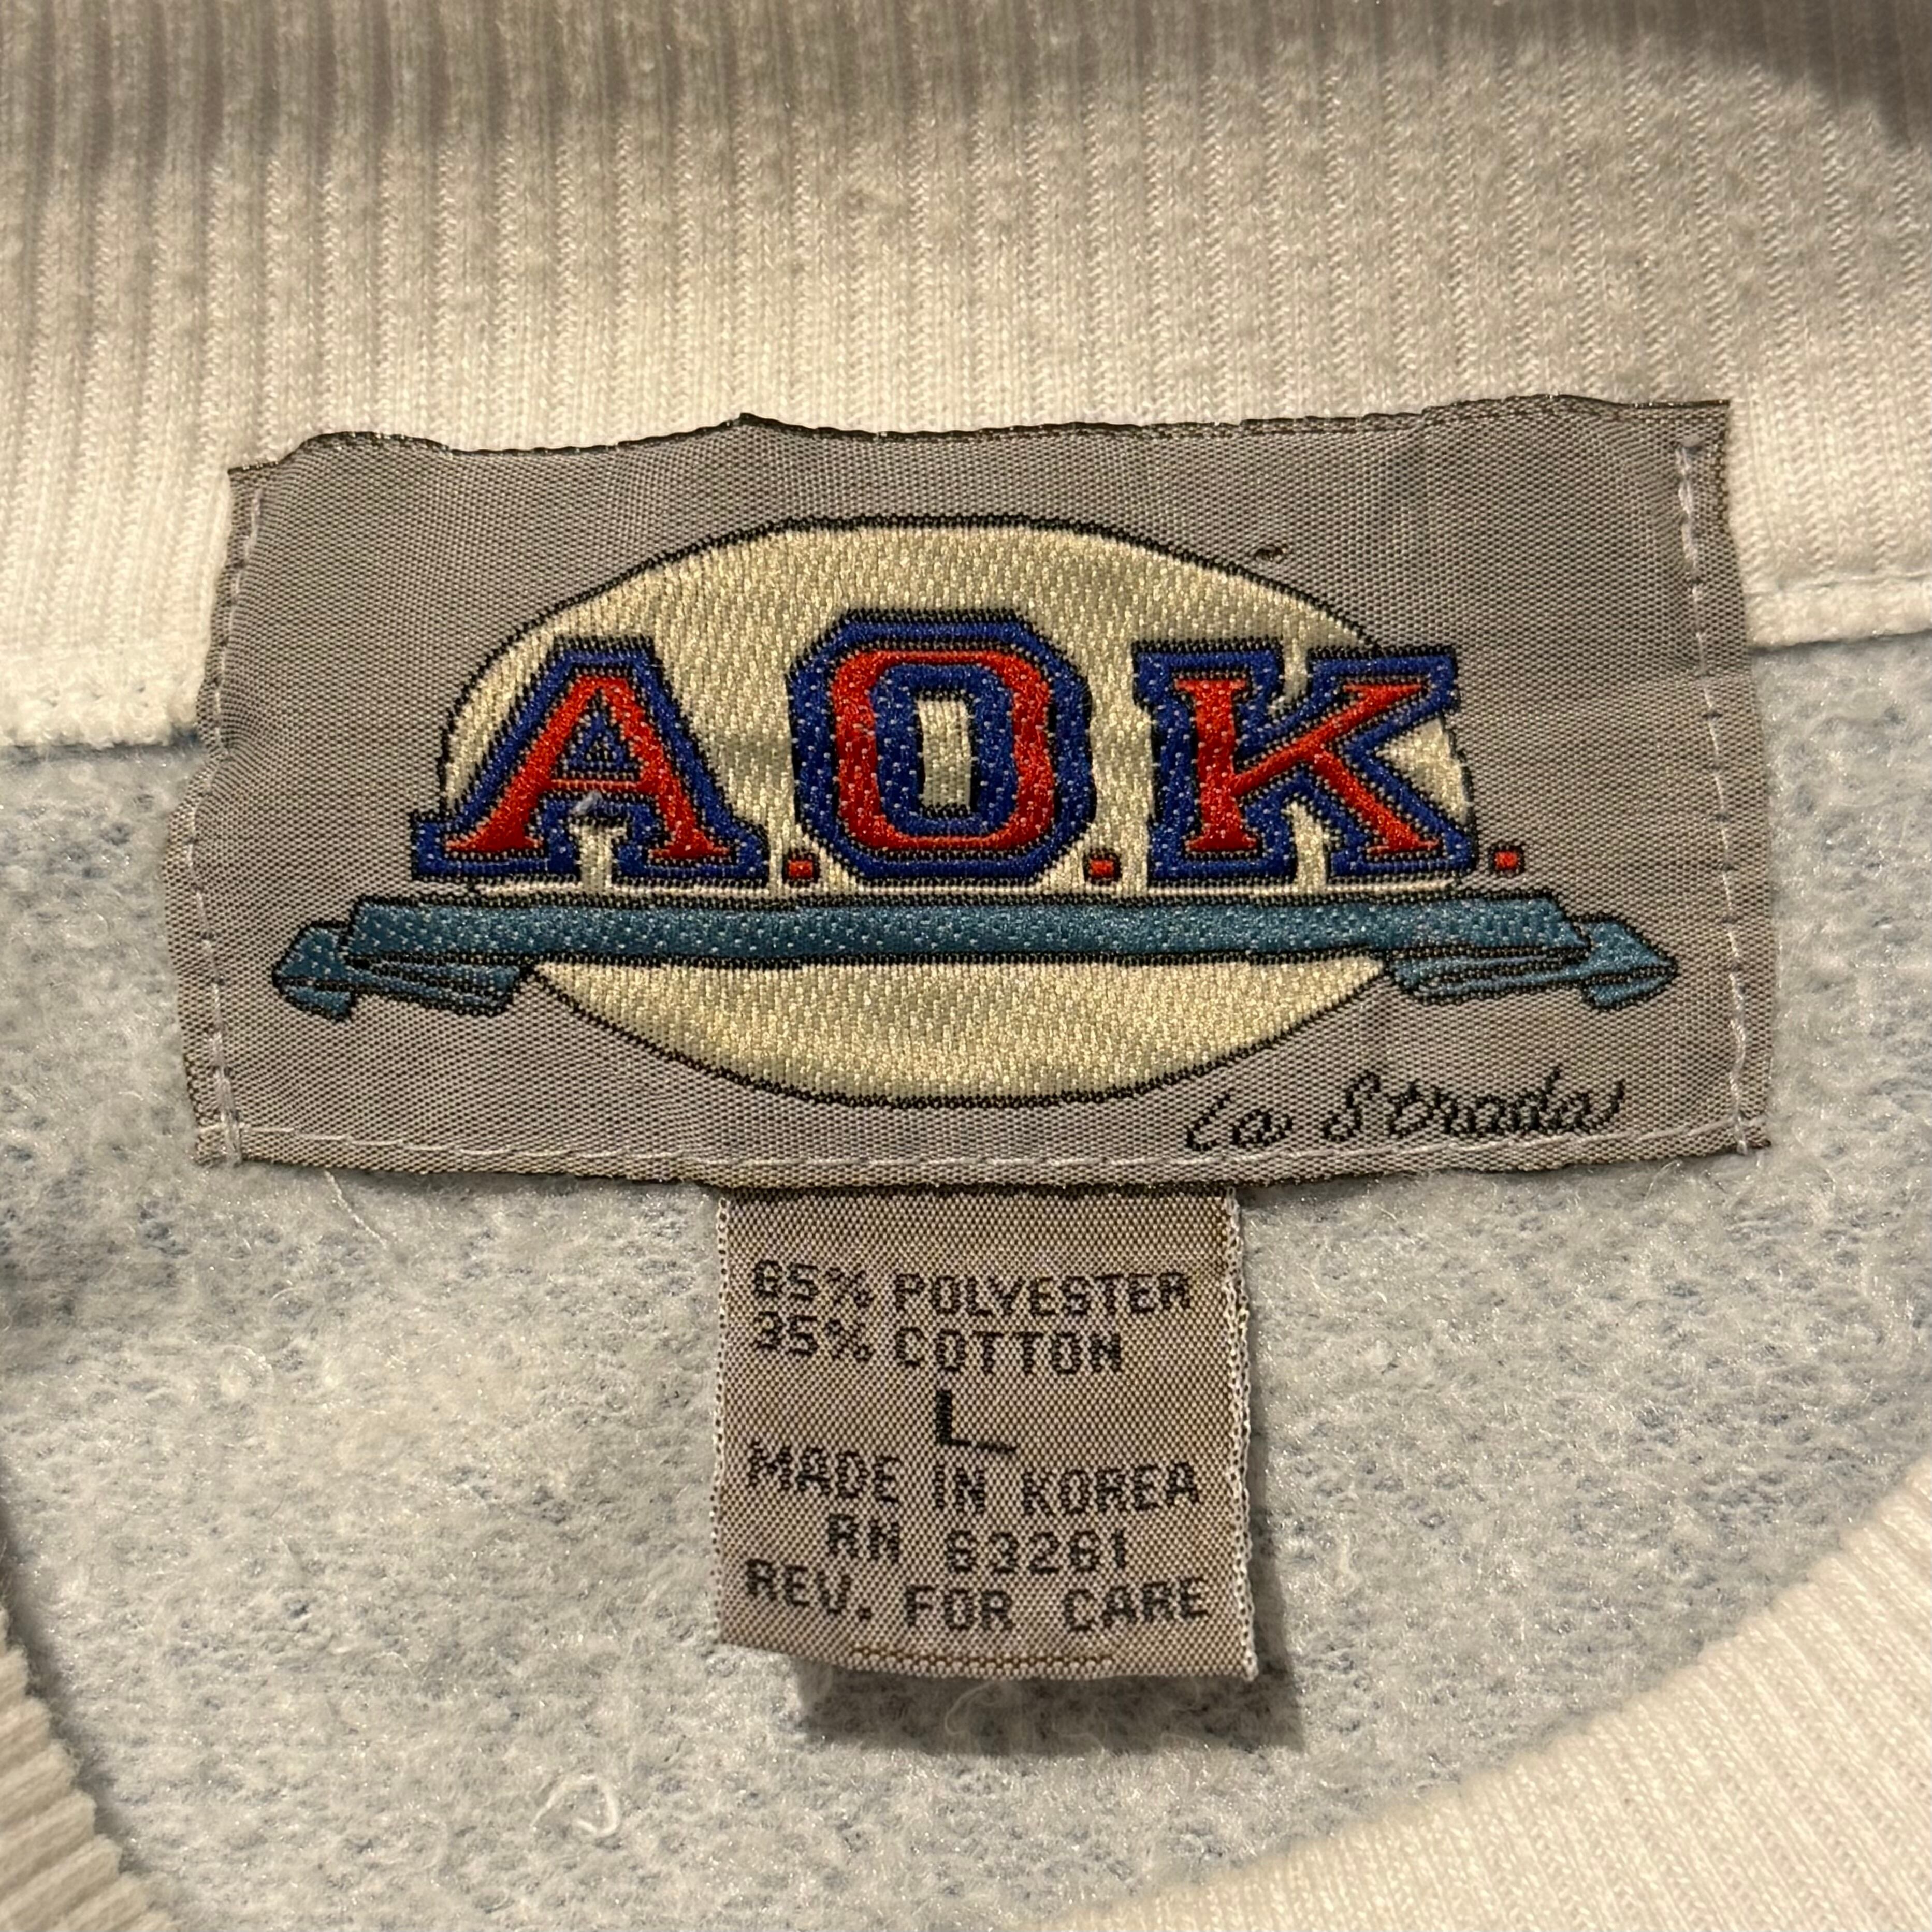 A.O.K.
La Strada
65% POLYESTER
35% COTTON
L
MADE IN KOREA
RN 63261
REV. FOR CARE